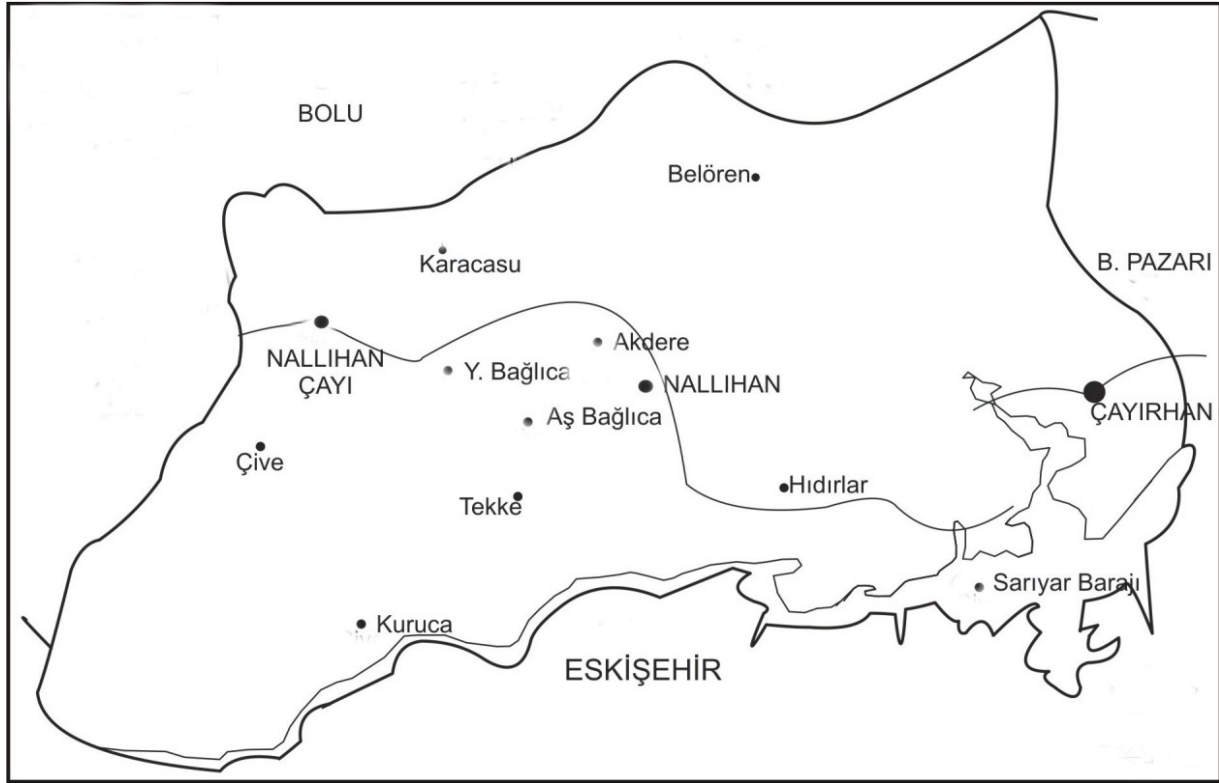 BOLU
Belören
Karacasu
B. PAZARI
Akdere
NALLIHAN
ÇAYI
Y. Bağlıca
NALLIHAN
ÇAYIRHAN
Aş Bağlıca
Çive
Tekke
Hıdırlar
Sarıyar Barajı
Kuruca
ESKİŞEHİR